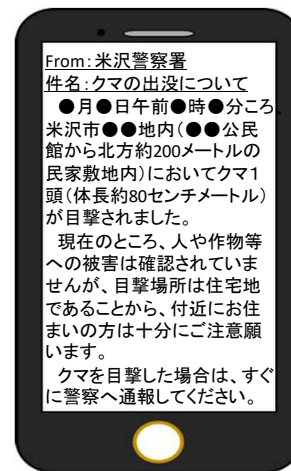 From：米沢警察署
件名：クマの出没について
　●月●日午前●時●分ころ、
米沢市●●地内（●●公民
館から北方約200メートルの
民家敷地内）においてクマ1
頭（体長約80センチメートル）
が目撃されました。
　現在のところ、人や作物等
への被害は確認されていま
せんが、目撃場所は住宅地
であることから、付近にお住
まいの方は十分にご注意願
います。
　クマを目撃した場合は、すぐ
に警察へ通報してください。